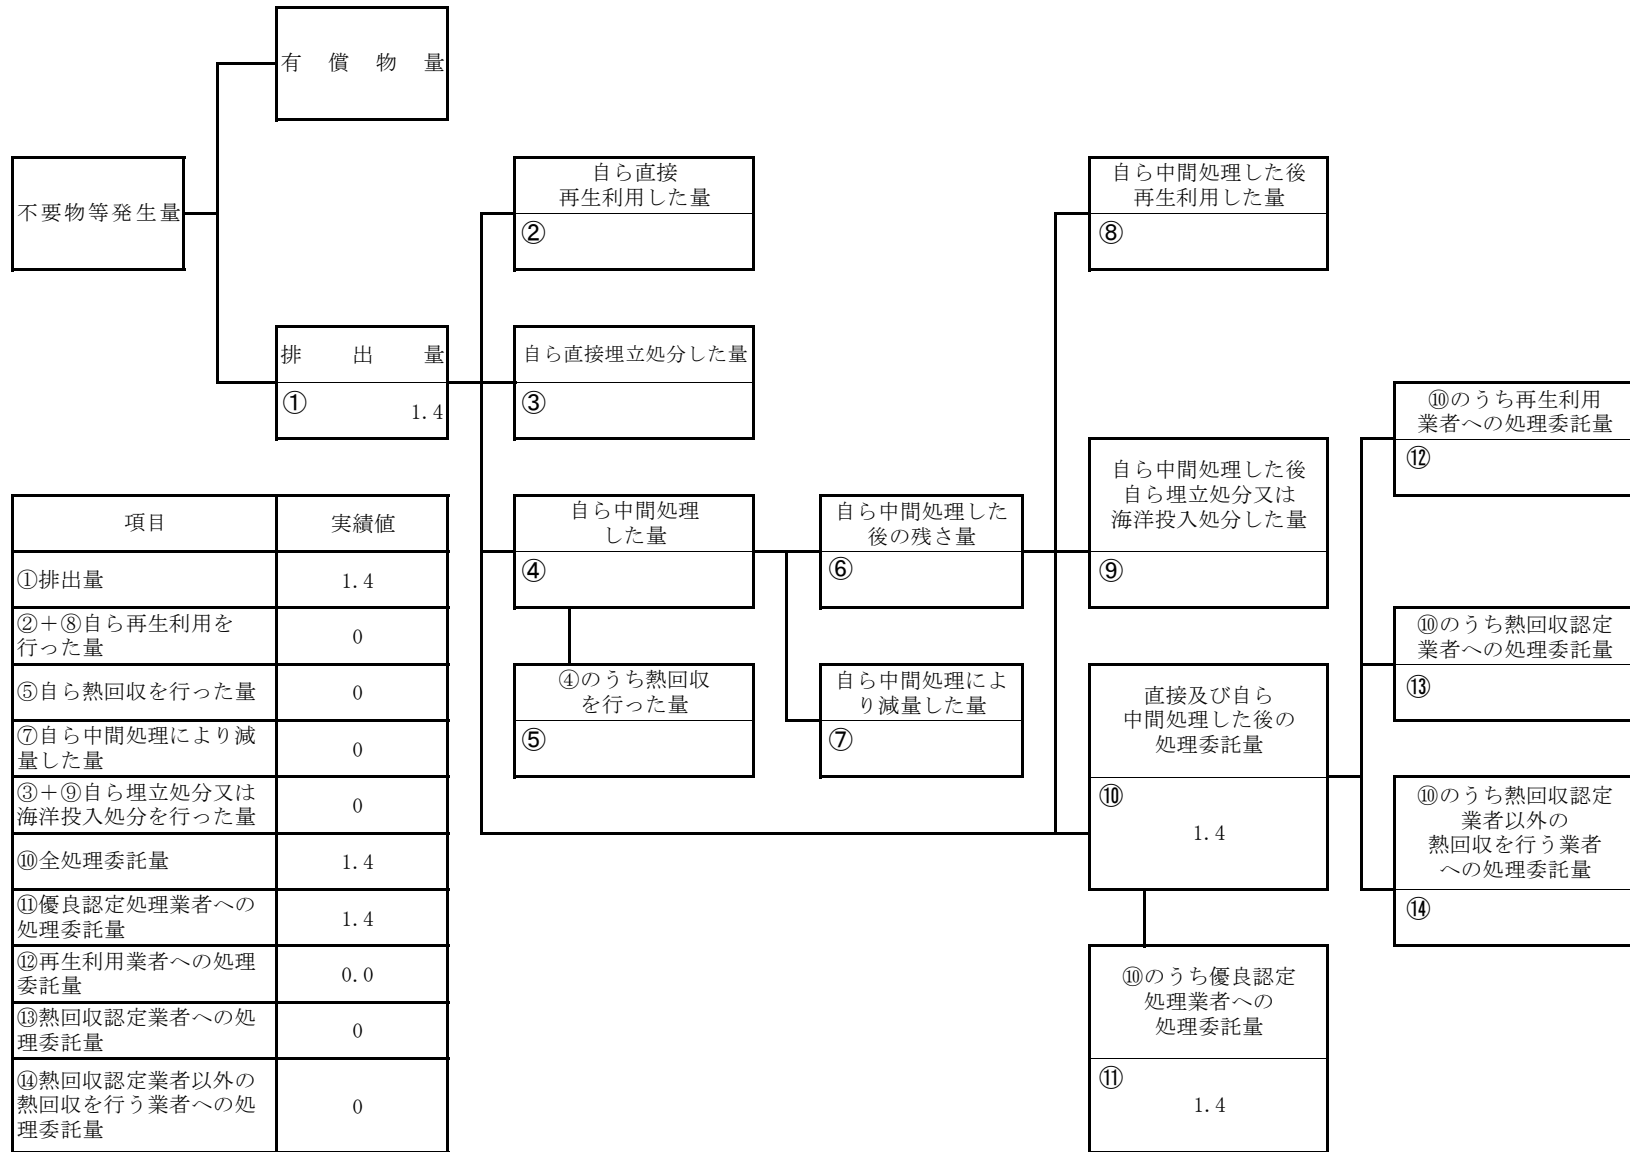 有償物量
不要物等発生量
自ら直接
再生利用した量
②
自ら中間処理した後
再生利用した量
⑧
排出量
① 1.4
自ら直接埋立処分した量
③
⑩のうち再生利用
業者への処理委託量
⑫
自ら中間処理した後
自ら埋立処分又は
海洋投入処分した量
⑨
自ら中間処理
した量
④
自ら中間処理した
後の残さ量
⑥
⑩のうち熱回収認定
業者への処理委託量
⑬
④のうち熱回収
を行った量
⑤
自ら中間処理によ
り減量した量
⑦
直接及び自ら
中間処理した後の
処理委託量
⑩
1.4
⑩のうち熱回収認定
業者以外の
熱回収を行う業者
への処理委託量
⑭
⑩のうち優良認定
処理業者への
処理委託量
⑪
1.4
項目 実績値
①排出量 1.4
②+⑧自ら再生利用を
行った量 0
⑤自ら熱回収を行った量 0
⑦自ら中間処理により減
量した量 0
③+⑨自ら埋立処分又は
海洋投入処分を行った量 0
⑩全処理委託量 1.4
⑪優良認定処理業者への
処理委託量 1.4
⑫再生利用業者への処理
委託量 0.0
⑬熱回収認定業者への処
理委託量 0
⑭熱回収認定業者以外の
熱回収を行う業者への処
理委託量 0